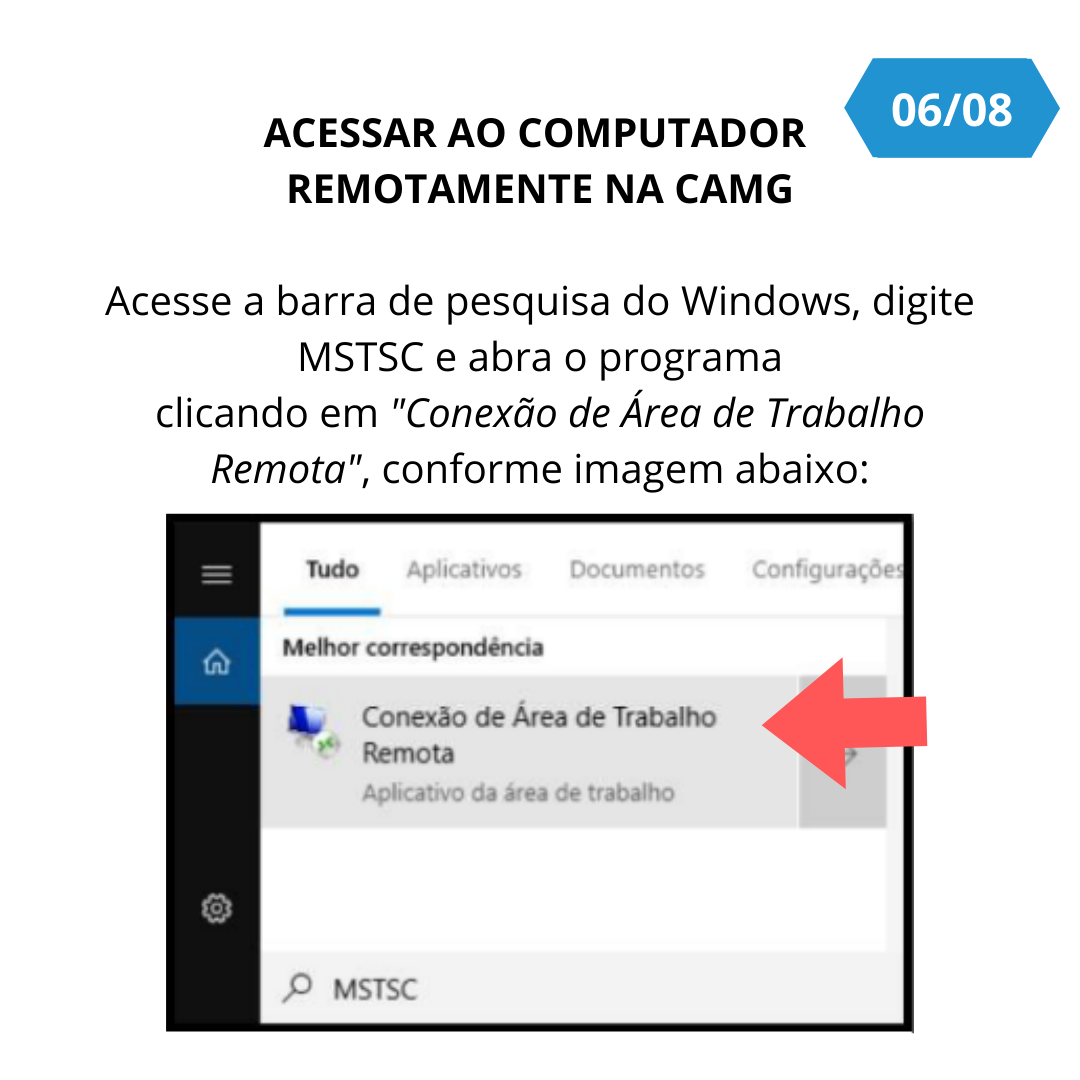 06/08
ACESSAR AO COMPUTADOR
REMOTAMENTE NA CAMG
Acesse a barra de pesquisa do Windows, digite
MSTSC e abra o programa
clicando em "Conexão de Área de Trabalho
Remota", conforme imagem abaixo:
Tudo Aplicativos Documentos Configurações
Melhor correspondência
Conexão de Área de Trabalho
Remota
Aplicativo da área de trabalho
MSTSC